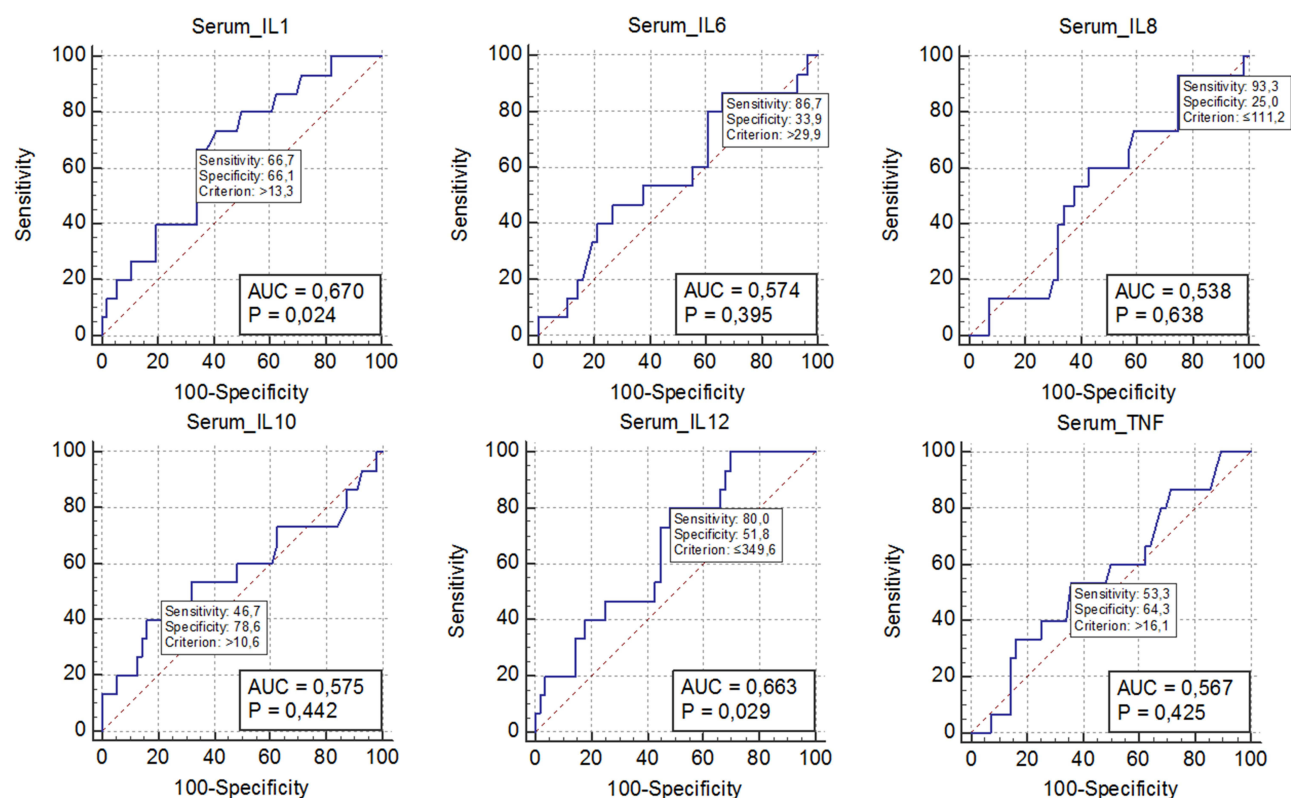 Serum_IL1
Sensitivity
100
80
60
40
20
0
Sensitivity: 66,7
Specificity: 66,1
Criterion: >13,3
AUC = 0,670
P = 0,024
0 20 40 60 80 100
100-Specificity
Serum_IL6
Sensitivity
100
80
60
40
20
0
Sensitivity: 86,7
Specificity: 33,9
Criterion: >29,9
AUC = 0,574
P = 0,395
0 20 40 60 80 100
100-Specificity
Serum_IL8
Sensitivity
100
80
60
40
20
0
Sensitivity: 93,3
Specificity: 25,0
Criterion: ≤111,2
AUC = 0,538
P = 0,638
0 20 40 60 80 100
100-Specificity
Serum_IL10
Sensitivity
100
80
60
40
20
0
Sensitivity: 46,7
Specificity: 78,6
Criterion: >10,6
AUC = 0,575
P = 0,442
0 20 40 60 80 100
100-Specificity
Serum_IL12
Sensitivity
100
80
60
40
20
0
Sensitivity: 80,0
Specificity: 51,8
Criterion: ≤349,6
AUC = 0,663
P = 0,029
0 20 40 60 80 100
100-Specificity
Serum_TNF
Sensitivity
100
80
60
40
20
0
Sensitivity: 53,3
Specificity: 64,3
Criterion: >16,1
AUC = 0,567
P = 0,425
0 20 40 60 80 100
100-Specificity